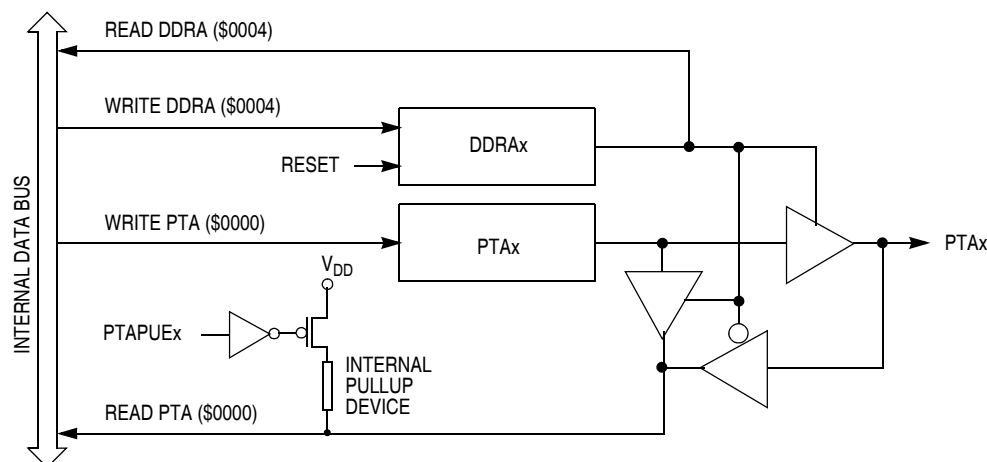 READ DDRA ($0004)
WRITE DDRA ($0004)
DDRAx
RESET
INTERNAL DATA BUS
WRITE PTA ($0000)
PTAx
PTAx
VDD
PTAPUEx
INTERNAL
PULLUP
DEVICE
READ PTA ($0000)